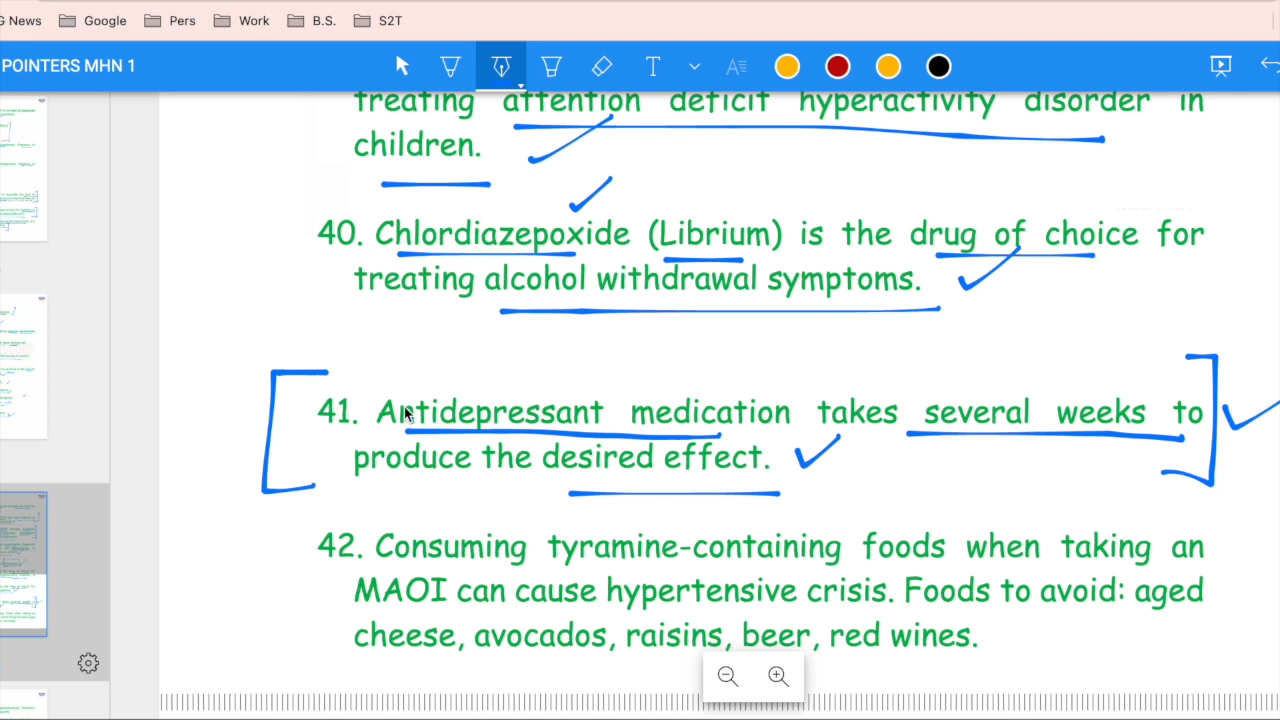 G News Google Pers Work B.S. S2T
POINTERS MHN 1
treating attention deficit hyperactivity disorder in
children.
40. Chlordiazepoxide (Librium) is the drug of choice for
treating alcohol withdrawal symptoms.
41. Antidepressant medication takes several weeks to
produce the desired effect.
42. Consuming tyramine-containing foods when taking an
MAOI can cause hypertensive crisis. Foods to avoid: aged
cheese, avocados, raisins, beer, red wines.